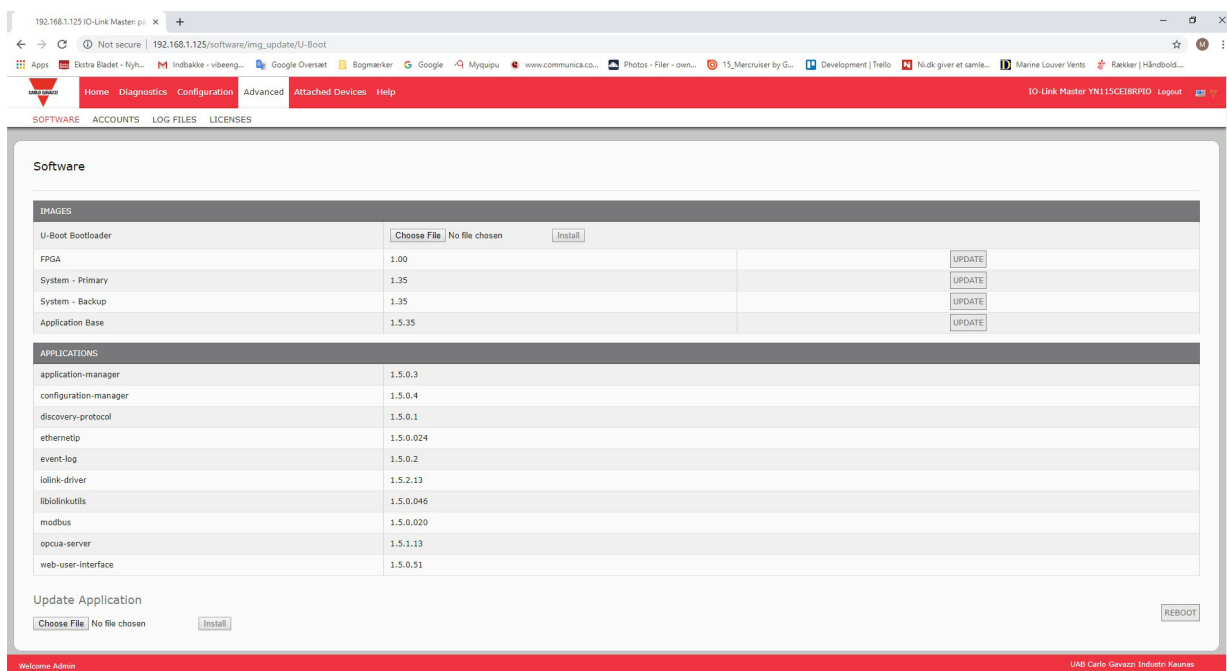 192.168.1.125 IO-Link Master: pa
Not secure | 192.168.1.125/software/img_update/U-Boot
Apps Ekstra Bladet - Nyh... Indbakke - vibeeng... Google Oversæt Bogmærker Google Myquipu www.communica.co... Photos - Filer - own... 15_Mercruiser by G... Development | Trello Ni.dk giver et samle... Marine Louver Vents Rækker | Håndbold....
CARLO GAVAZZI Home Diagnostics Configuration Advanced Attached Devices Help IO-Link Master YN115CEI8RPIO Logout
SOFTWARE ACCOUNTS LOG FILES LICENSES
Software
IMAGES
U-Boot Bootloader Choose File No file chosen Install
FPGA 1.00 UPDATE
System - Primary 1.35 UPDATE
System - Backup 1.35 UPDATE
Application Base 1.5.35 UPDATE
APPLICATIONS
application-manager 1.5.0.3
configuration-manager 1.5.0.4
discovery-protocol 1.5.0.1
ethernetip 1.5.0.024
event-log 1.5.0.2
iolink-driver 1.5.2.13
libiolinkutils 1.5.0.046
modbus 1.5.0.020
opcua-server 1.5.1.13
web-user-interface 1.5.0.51
Update Application
Choose File No file chosen Install REBOOT
Welcome Admin UAB Carlo Gavazzi Industri Kaunas